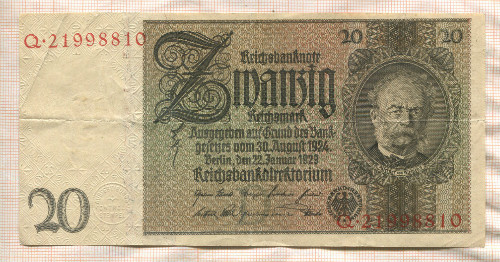 Q·21998810
20
20
Reichsbanknote
Zwanzig
Reichsmark
Ausgegeben auf Grund des Bank-
gesetzes vom 30. August 1924
Berlin, den 22. Januar 1929
Reichsbankdirektorium
20
Q·21998810